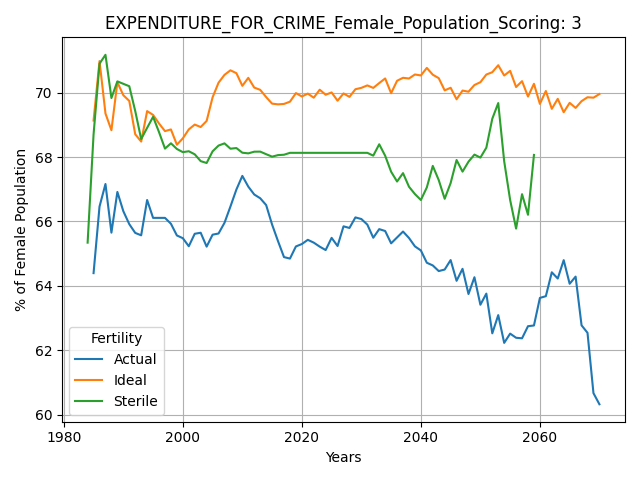 EXPENDITURE_FOR_CRIME_Female_Population_Scoring: 3
% of Female Population
70
68
66
64
62
60
Fertility
Actual
Ideal
Sterile
1980 2000 2020 2040 2060
Years